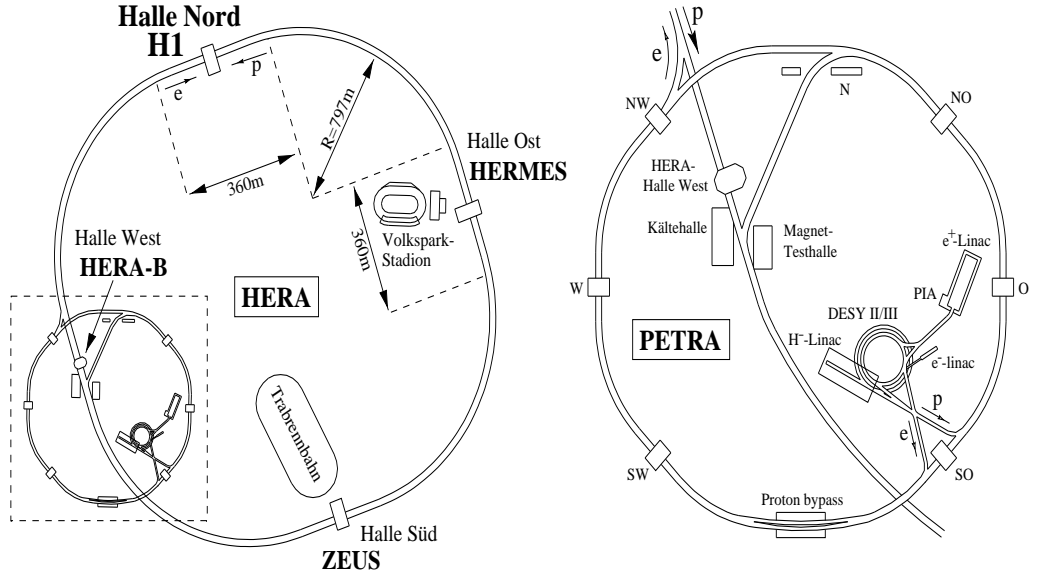 Halle Nord
H1
e
p
R=797m
360m
Halle Ost
HERMES
360m
Volkspark-
Stadion
Halle West
HERA-B
HERA
Trabrennbahn
Halle Süd
ZEUS
p
e
NW
N
NO
HERA-
Halle West
Kältehalle
Magnet-
Testhalle
e⁺-Linac
PIA
W
O
DESY II/III
PETRA
H⁻-Linac
e⁻-linac
p
e
SW
SO
Proton bypass